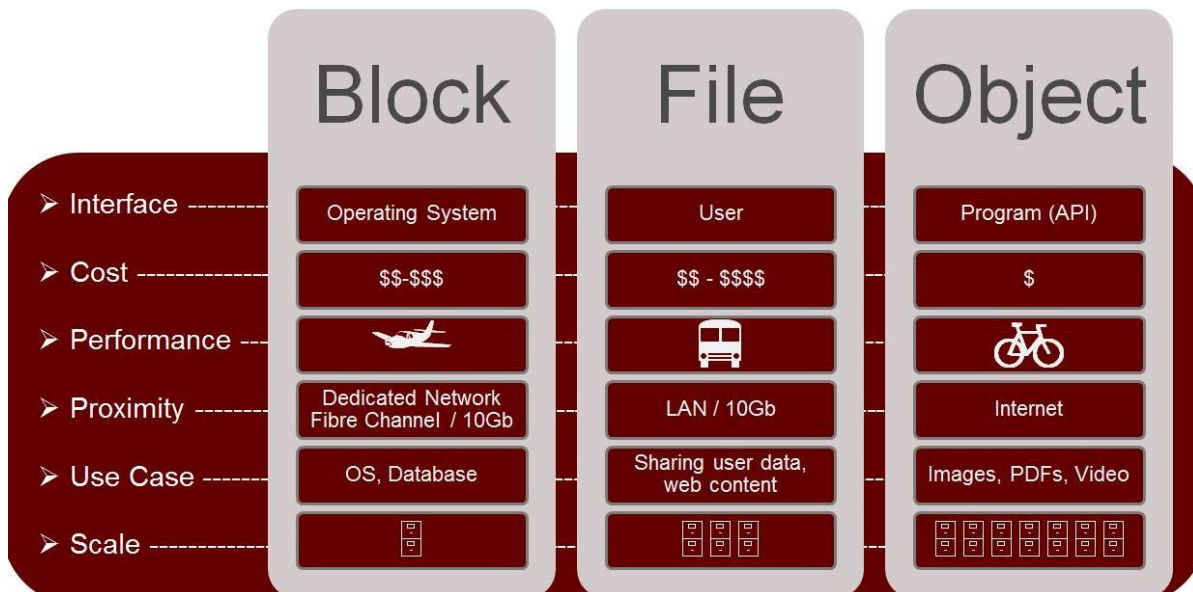 Block File Object
Interface Operating System User Program (API)
Cost $$-$$$ $$ - $$$$ $
Performance
Proximity Dedicated Network
Fibre Channel / 10Gb LAN / 10Gb Internet
Use Case OS, Database Sharing user data,
web content Images, PDFs, Video
Scale